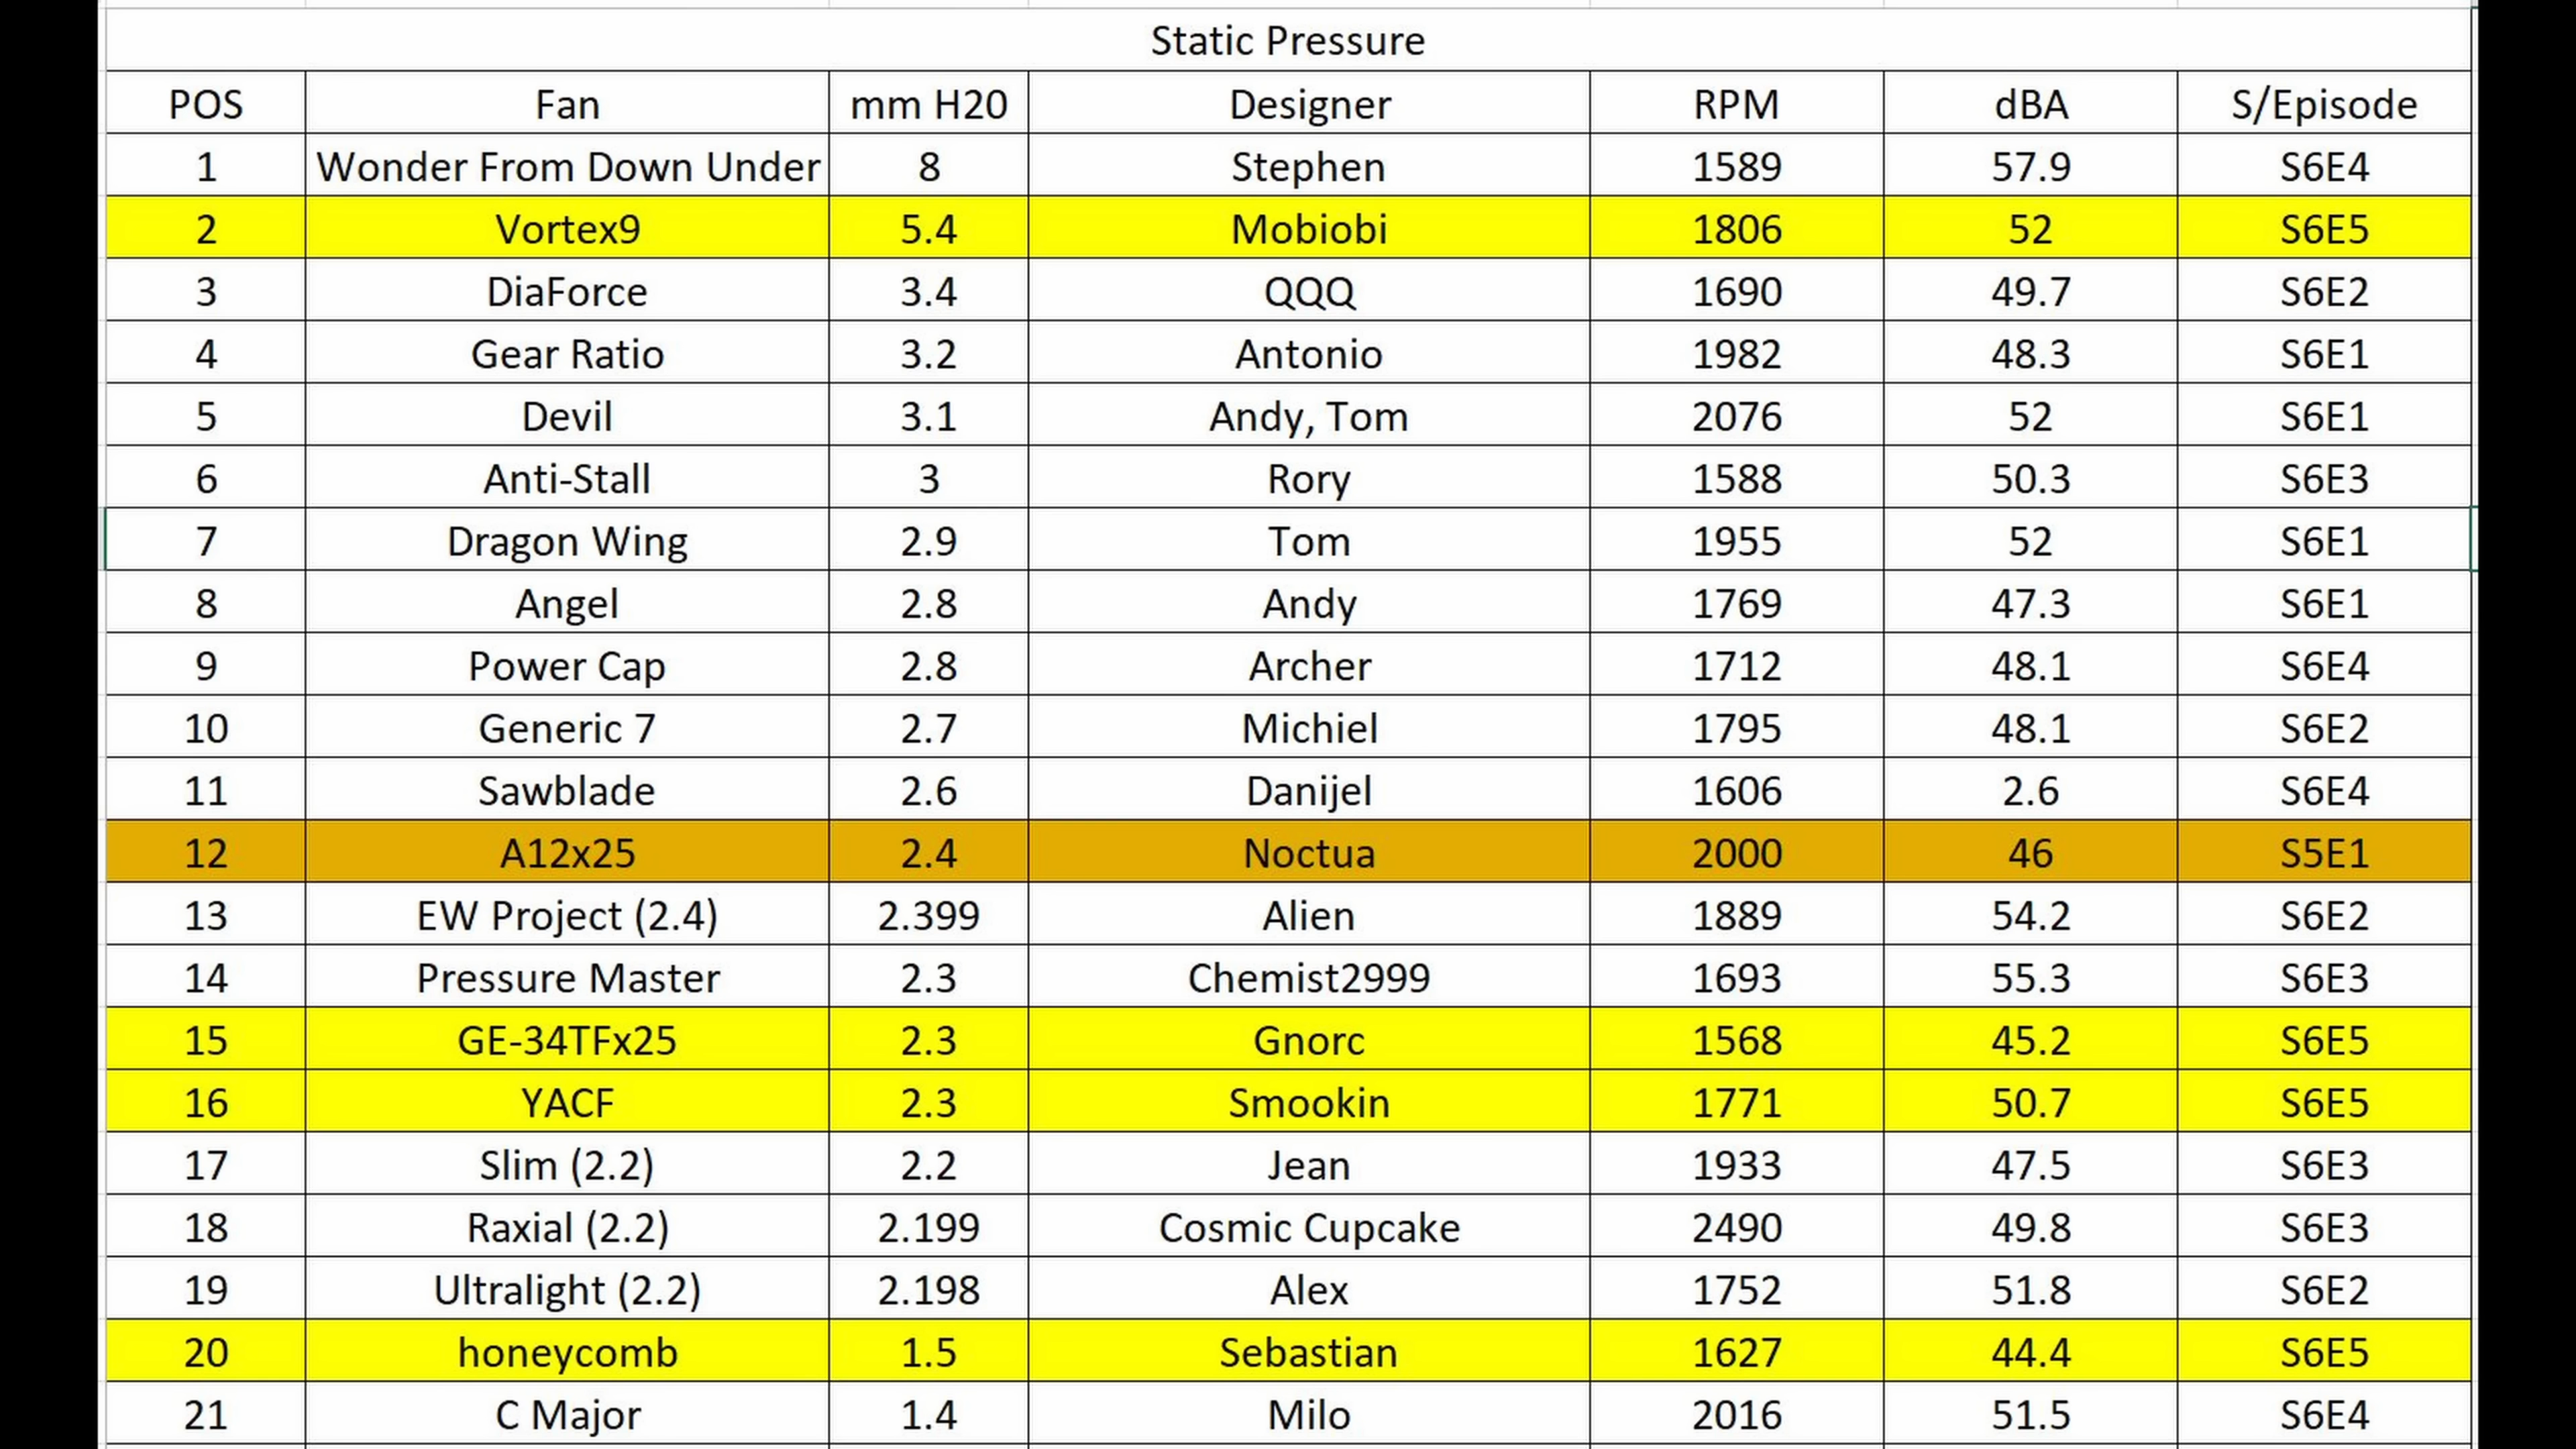 Static Pressure
POS Fan mm H20 Designer RPM dBA S/Episode
1 Wonder From Down Under 8 Stephen 1589 57.9 S6E4
2 Vortex9 5.4 Mobiobi 1806 52 S6E5
3 DiaForce 3.4 QQQ 1690 49.7 S6E2
4 Gear Ratio 3.2 Antonio 1982 48.3 S6E1
5 Devil 3.1 Andy, Tom 2076 52 S6E1
6 Anti-Stall 3 Rory 1588 50.3 S6E3
7 Dragon Wing 2.9 Tom 1955 52 S6E1
8 Angel 2.8 Andy 1769 47.3 S6E1
9 Power Cap 2.8 Archer 1712 48.1 S6E4
10 Generic 7 2.7 Michiel 1795 48.1 S6E2
11 Sawblade 2.6 Danijel 1606 2.6 S6E4
12 A12x25 2.4 Noctua 2000 46 S5E1
13 EW Project (2.4) 2.399 Alien 1889 54.2 S6E2
14 Pressure Master 2.3 Chemist2999 1693 55.3 S6E3
15 GE-34TFx25 2.3 Gnorc 1568 45.2 S6E5
16 YACF 2.3 Smookin 1771 50.7 S6E5
17 Slim (2.2) 2.2 Jean 1933 47.5 S6E3
18 Raxial (2.2) 2.199 Cosmic Cupcake 2490 49.8 S6E3
19 Ultralight (2.2) 2.198 Alex 1752 51.8 S6E2
20 honeycomb 1.5 Sebastian 1627 44.4 S6E5
21 C Major 1.4 Milo 2016 51.5 S6E4